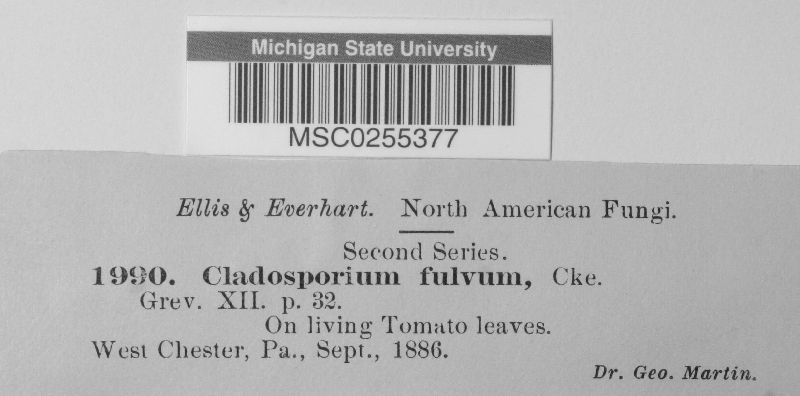 Michigan State University
MSC0255377
Ellis & Everhart. North American Fungi.
Second Series.
1990. Cladosporium fulvum, Cke.
Grev. XII. p. 32.
On living Tomato leaves.
West Chester, Pa., Sept., 1886.
Dr. Geo. Martin.